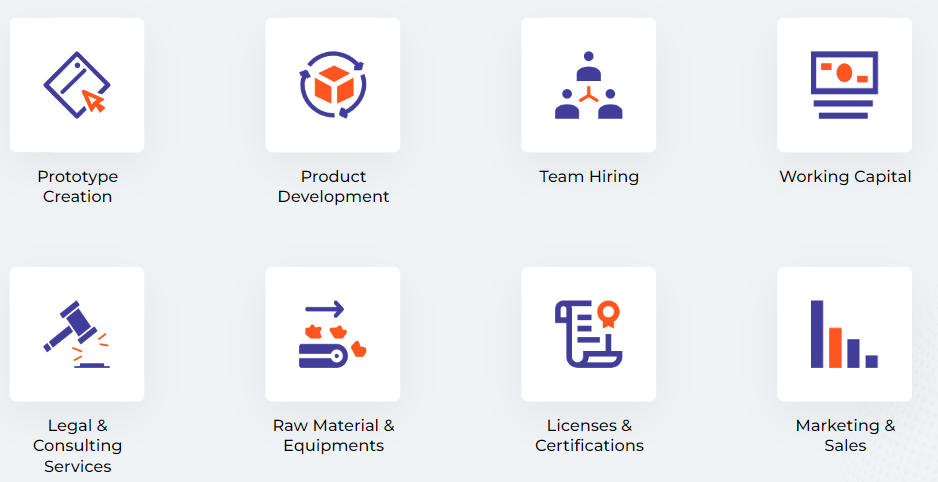 Prototype
Creation
Product
Development
Team Hiring
Working Capital
Legal &
Consulting
Services
Raw Material &
Equipments
Licenses &
Certifications
Marketing &
Sales